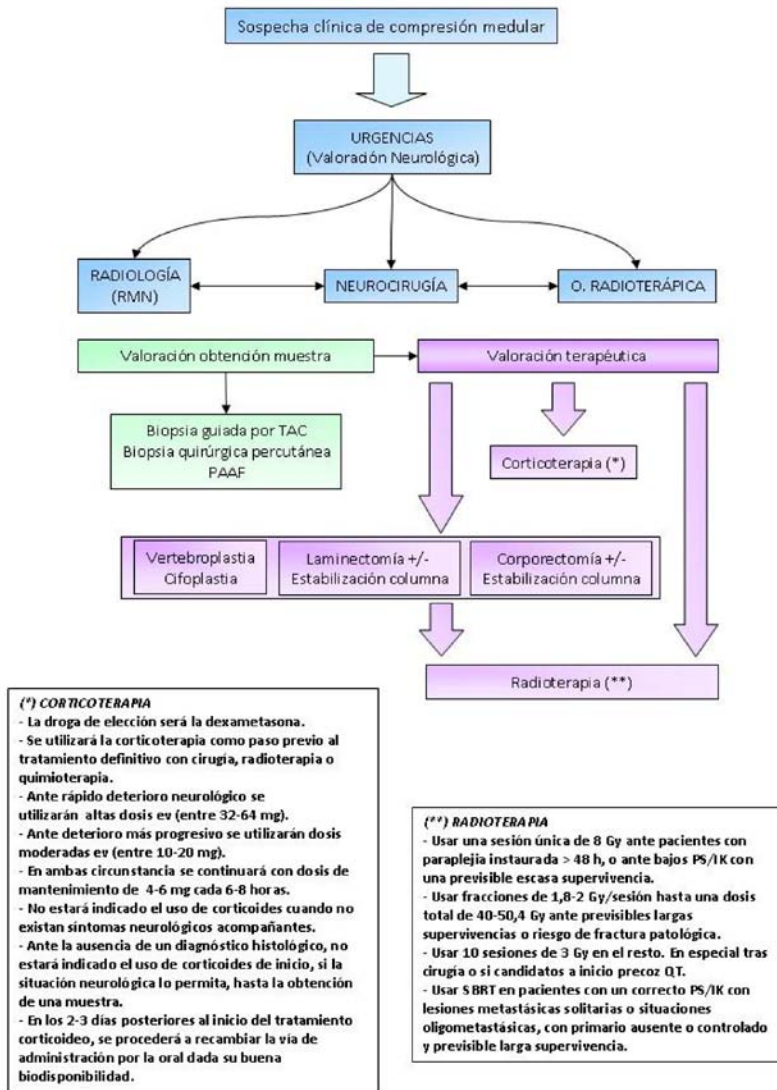 Sospecha clínica de compresión medular
URGENCIAS
(Valoración Neurológica)
RADIOLOGÍA
(RMN)
NEUROCIRUGÍA
O. RADIOTERÁPICA
Valoración obtención muestra
Valoración terapéutica
Biopsia guiada por TAC
Biopsia quirúrgica percutánea
PAAF
Corticoterapia (*)
Vertebroplastia
Cifoplastia
Laminectomía +/-
Estabilización columna
Corporectomía +/-
Estabilización columna
Radioterapia (**)
(*) CORTICOTERAPIA
- La droga de elección será la dexametasona.
- Se utilizará la corticoterapia como paso previo al
tratamiento definitivo con cirugía, radioterapia o
quimioterapia.
- Ante rápido deterioro neurológico se
utilizarán altas dosis ev (entre 32-64 mg).
- Ante deterioro más progresivo se utilizarán dosis
moderadas ev (entre 10-20 mg).
- En ambas circunstancia se continuará con dosis de
mantenimiento de 4-6 mg cada 6-8 horas.
- No estará indicado el uso de corticoides cuando no
existan síntomas neurológicos acompañantes.
- Ante la ausencia de un diagnóstico histológico, no
estará indicado el uso de corticoides de inicio, si la
situación neurológica lo permita, hasta la obtención
de una muestra.
- En los 2-3 días posteriores al inicio del tratamiento
corticoideo, se procederá a recambiar la vía de
administración por la oral dada su buena
biodisponibilidad.
(**) RADIOTERAPIA
- Usar una sesión única de 8 Gy ante pacientes con
paraplejia instaurada > 48 h, o ante bajos PS/IK con
una previsible escasa supervivencia.
- Usar fracciones de 1,8-2 Gy/sesión hasta una dosis
total de 40-50,4 Gy ante previsibles largas
supervivencias o riesgo de fractura patológica.
- Usar 10 sesiones de 3 Gy en el resto. En especial tras
cirugía o si candidatos a inicio precoz QT.
- Usar SBRT en pacientes con un correcto PS/IK con
lesiones metastásicas solitarias o situaciones
oligometastásicas, con primario ausente o controlado
y previsible larga supervivencia.